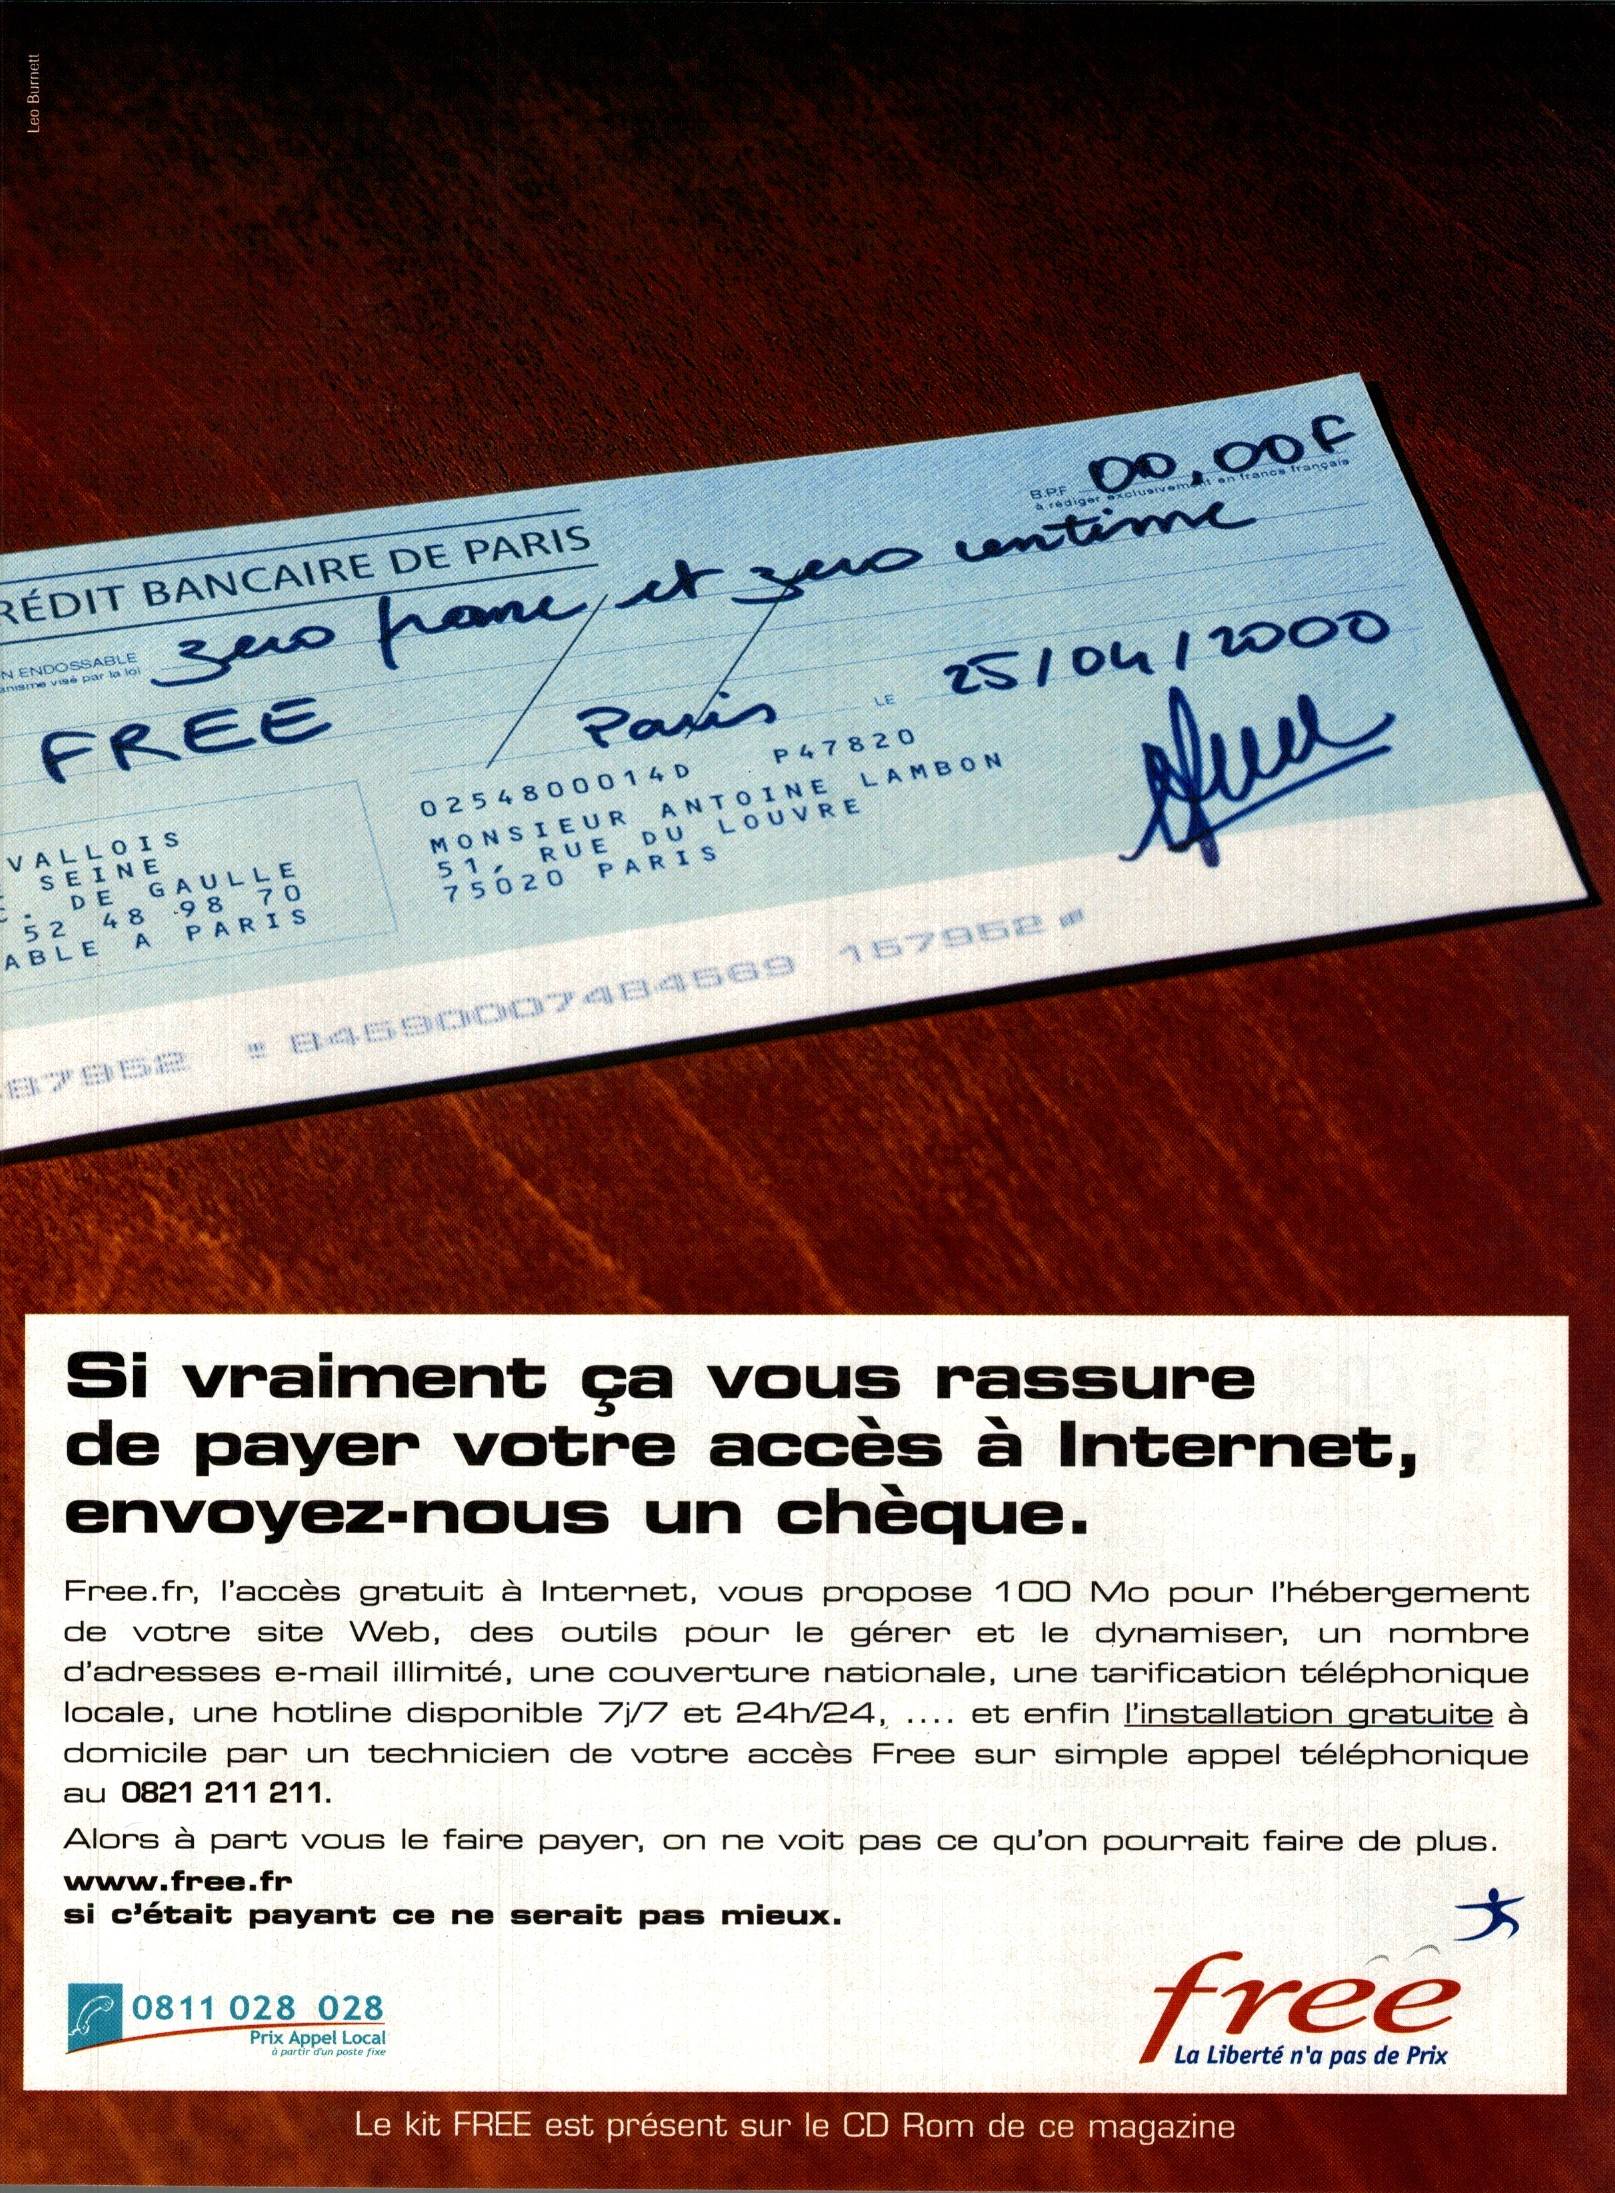 Leo Burnett
RÉDIT BANCAIRE DE PARIS
B.P.F 00,00F
à rédiger exclusivement en francs français
N ENDOSSABLE
anisme visé par la loi
zero franc et zero centime
FREE
Paris LE 25/04/2000
0254800014D P47820
MONSIEUR ANTOINE LAMBON
51, RUE DU LOUVRE
75020 PARIS
VALLOIS
SEINE
. DE GAULLE
52 48 98 70
ABLE A PARIS
87952 84590007484569 157952
Si vraiment ça vous rassure
de payer votre accès à Internet,
envoyez-nous un chèque.
Free.fr, l'accès gratuit à Internet, vous propose 100 Mo pour l'hébergement
de votre site Web, des outils pour le gérer et le dynamiser, un nombre
d'adresses e-mail illimité, une couverture nationale, une tarification téléphonique
locale, une hotline disponible 7j/7 et 24h/24, .... et enfin l'installation gratuite à
domicile par un technicien de votre accès Free sur simple appel téléphonique
au 0821 211 211.
Alors à part vous le faire payer, on ne voit pas ce qu'on pourrait faire de plus.
www.free.fr
si c'était payant ce ne serait pas mieux.
0811 028 028
Prix Appel Local
à partir d'un poste fixe
free
La Liberté n'a pas de Prix
Le kit FREE est présent sur le CD Rom de ce magazine